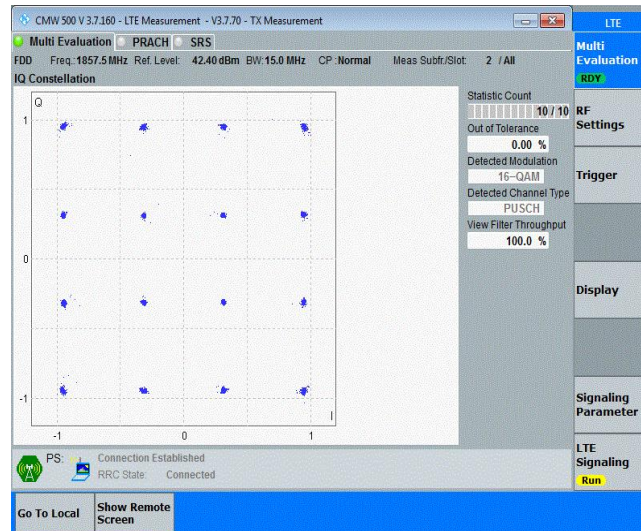 CMW 500 V 3.7.160 - LTE Measurement - V3.7.70 - TX Measurement
LTE
Multi Evaluation PRACH SRS
Multi
Evaluation
RDY
FDD Freq.:1857.5 MHz Ref. Level: 42.40 dBm BW:15.0 MHz CP :Normal Meas Subfr./Slot: 2 / All
IQ Constellation
Statistic Count
10 / 10
Out of Tolerance
0.00 %
Detected Modulation
16-QAM
Detected Channel Type
PUSCH
View Filter Throughput
100.0 %
Q
1
0
-1
I
-1 0 1
RF
Settings
Trigger
Display
Signaling
Parameter
LTE
Signaling
Run
PS: Connection Established
RRC State: Connected
Go To Local
Show Remote
Screen